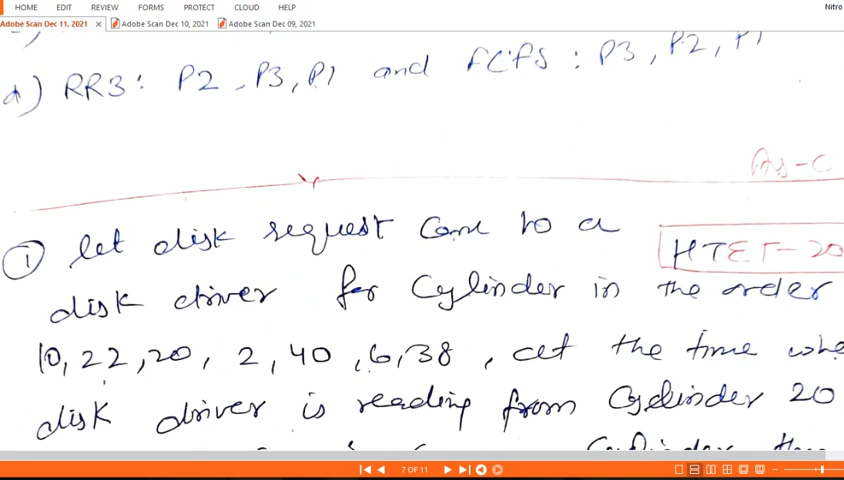 HOME EDIT REVIEW FORMS PROTECT CLOUD HELP Nitro
Adobe Scan Dec 11, 2021 × Adobe Scan Dec 10, 2021 Adobe Scan Dec 09, 2021
d) RR3: P2, P3, P1 and FCFS: P3, P2, P1
As-C
① let disk request come to a
HTET-20
disk driver for Cylinder in the order
10, 22, 20, 2, 40, 6, 38, at the time whe
disk driver is reading from Cylinder 20
7 OF 11